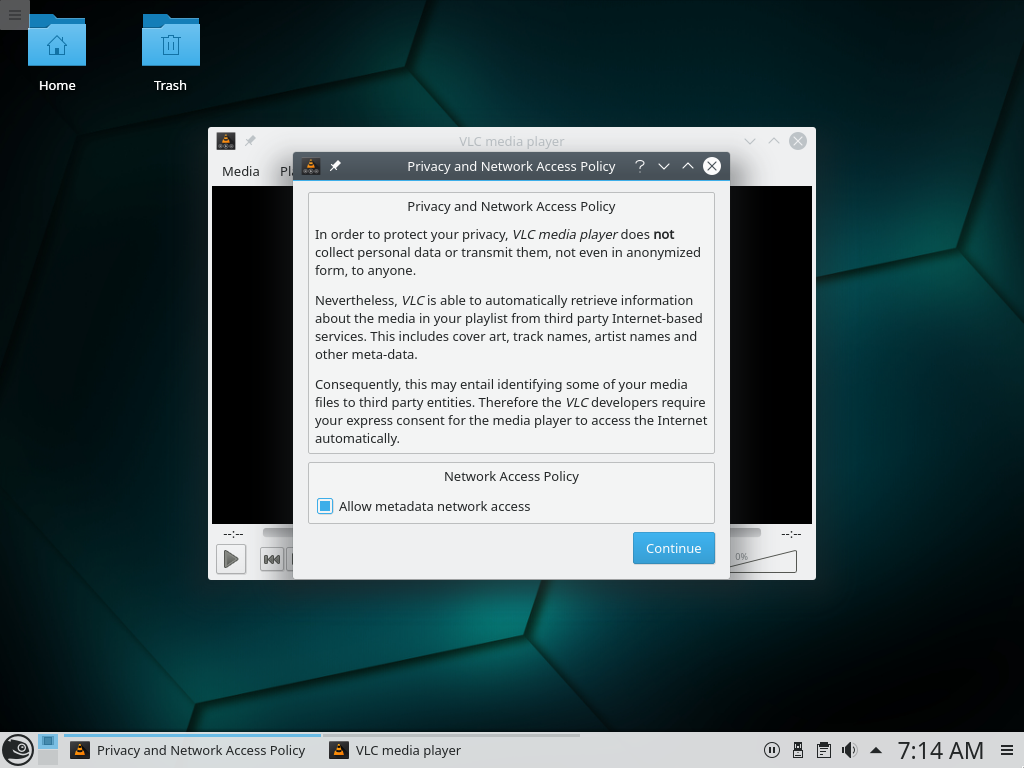 Home
Trash
VLC media player
Media
Pl
Privacy and Network Access Policy
Privacy and Network Access Policy
In order to protect your privacy, VLC media player does not
collect personal data or transmit them, not even in anonymized
form, to anyone.
Nevertheless, VLC is able to automatically retrieve information
about the media in your playlist from third party Internet-based
services. This includes cover art, track names, artist names and
other meta-data.
Consequently, this may entail identifying some of your media
files to third party entities. Therefore the VLC developers require
your express consent for the media player to access the Internet
automatically.
Network Access Policy
Allow metadata network access
Continue
--:--
--:--
0%
Privacy and Network Access Policy
VLC media player
7:14 AM